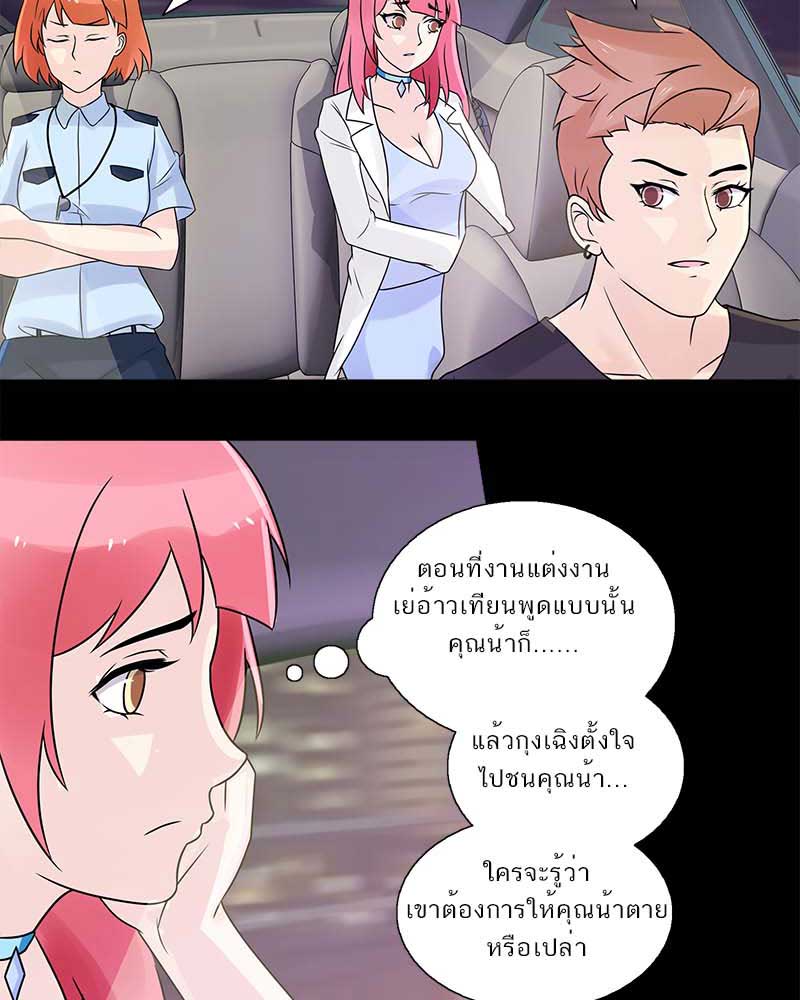 ตอนที่งานแต่งงาน
เย่อ้าวเทียนพูดแบบนั้น
คุณน้าก็......
แล้วกุงเฉิงตั้งใจ
ไปชนคุณน้า...
ใครจะรู้ว่า
เขาต้องการให้คุณน้าตาย
หรือเปล่า